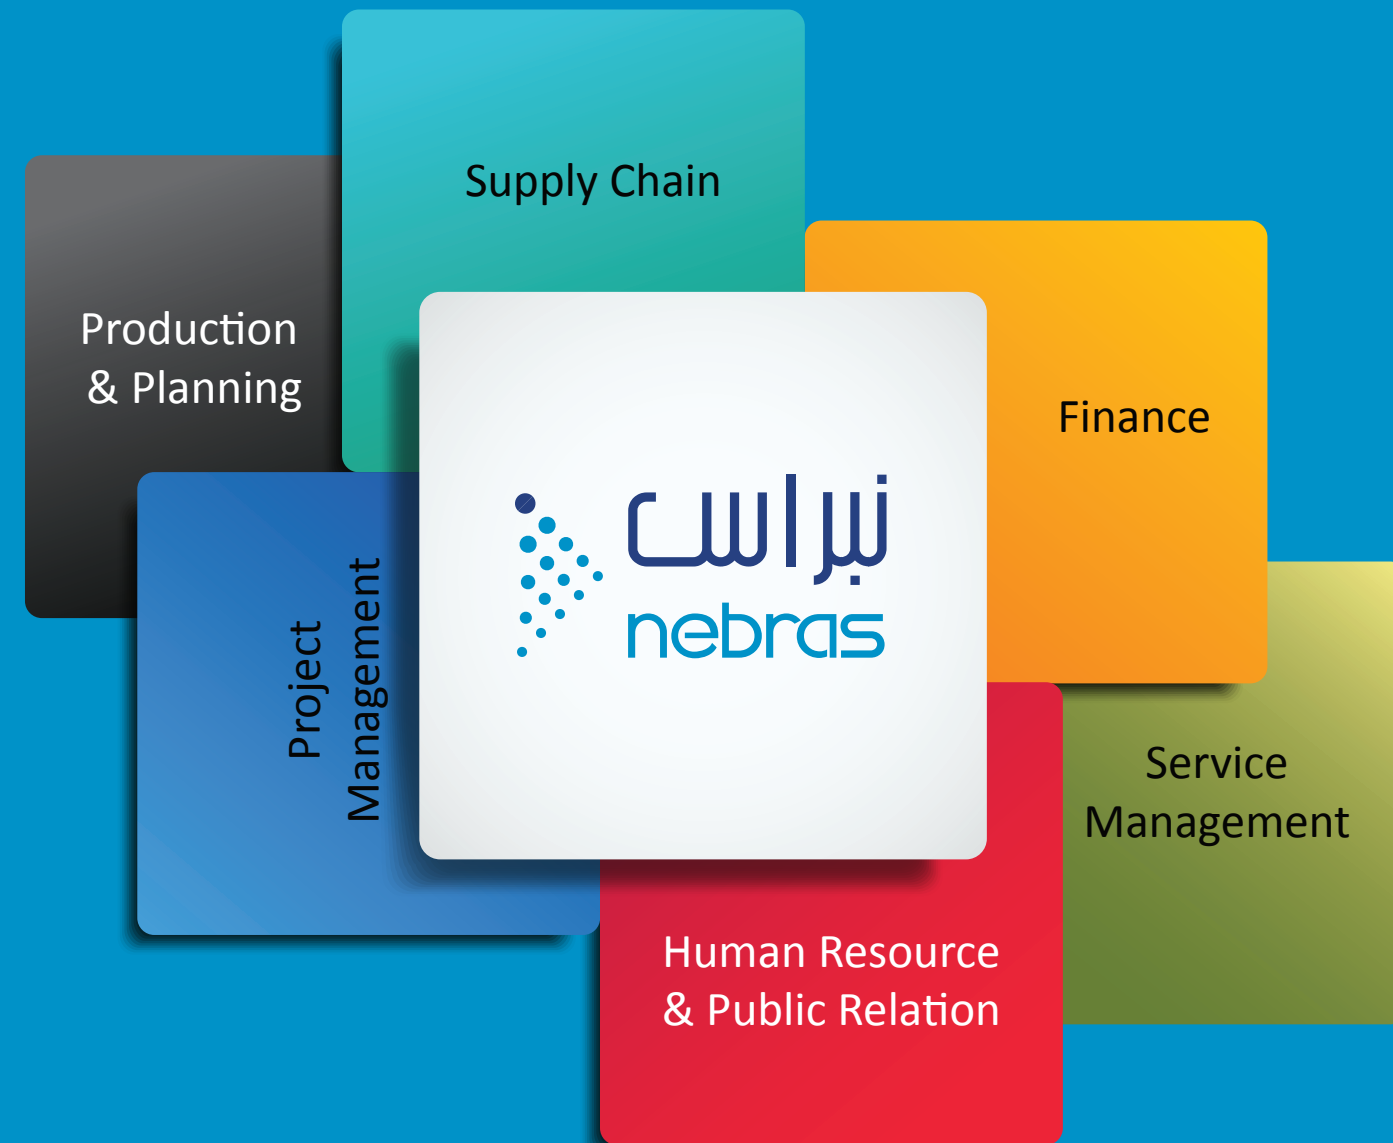 Supply Chain
Production
& Planning
Finance
نبراس
nebras
Project
Management
Service
Management
Human Resource
& Public Relation